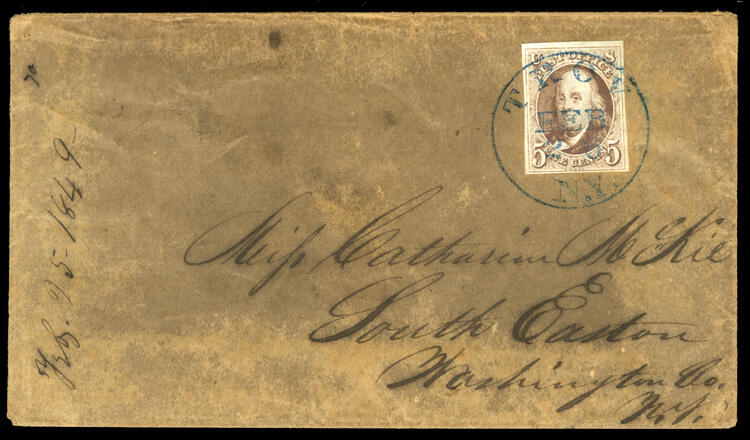 POST OFFICE
TROY
FEB
N.Y.
5 FIVE CENTS 5
Miss Catharine McKie
South Easton
Washington Co.
N.Y.
Feb. 25 1849